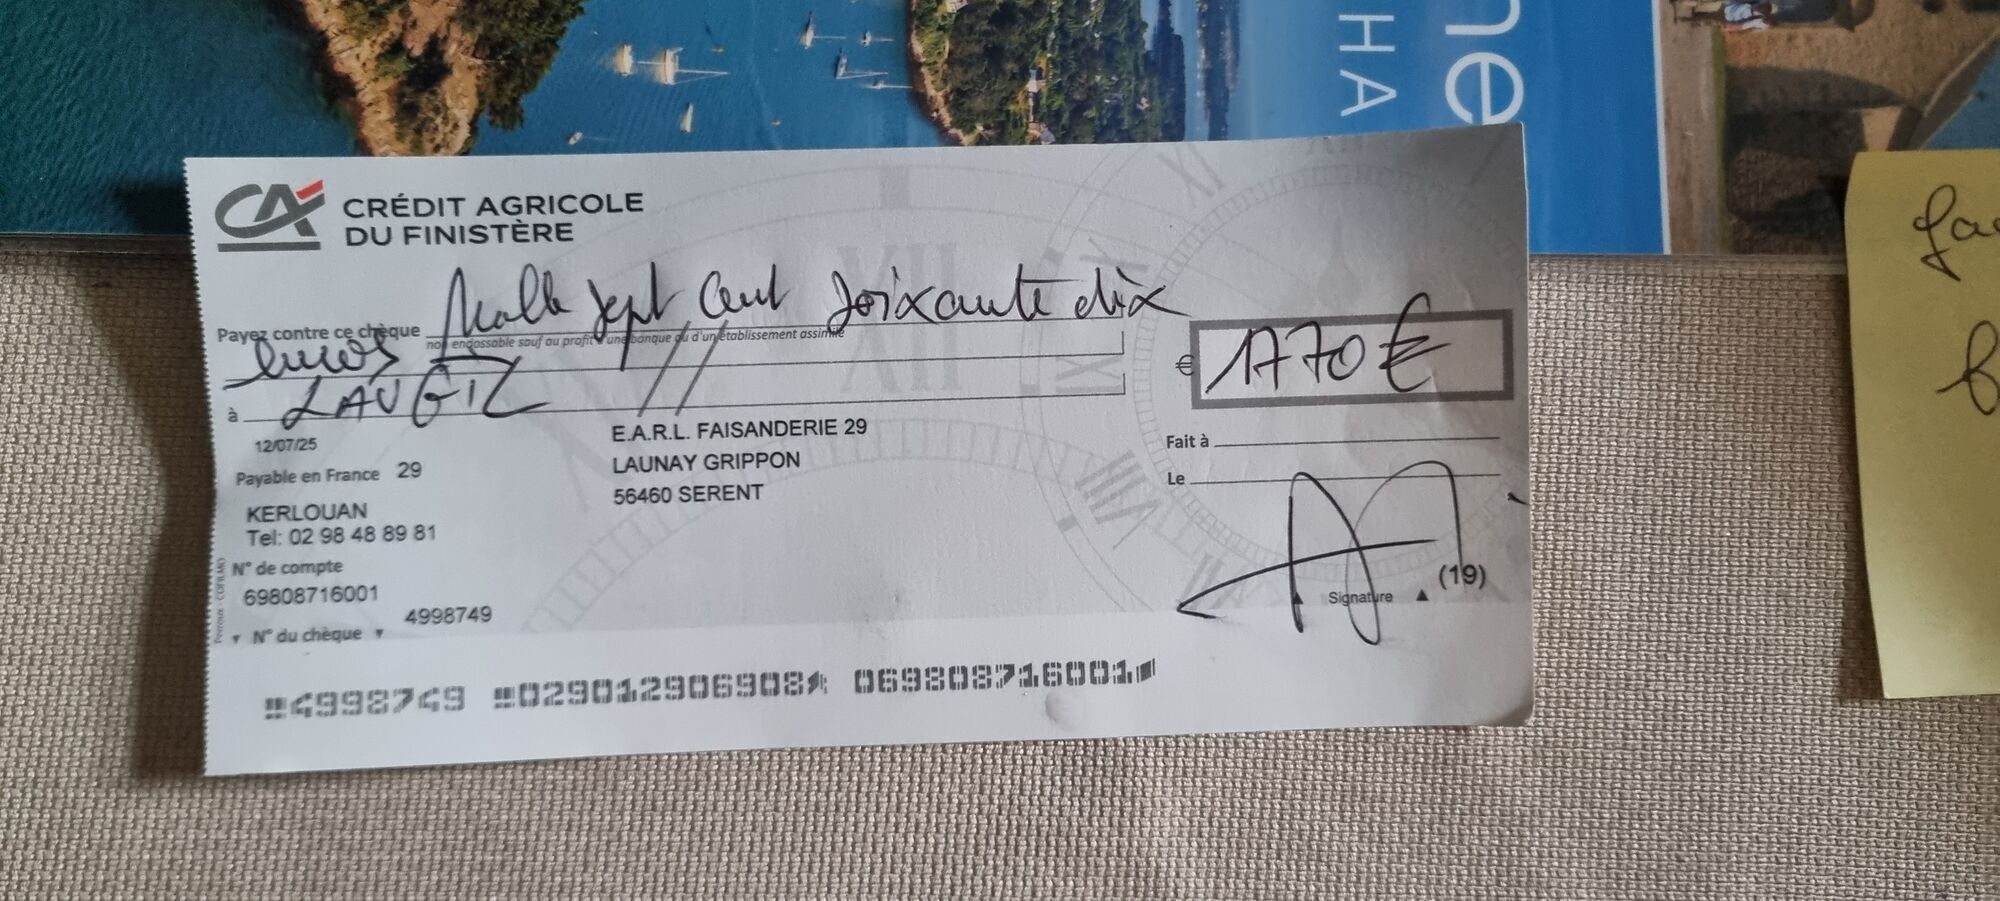 HA
ne
CRÉDIT AGRICOLE
DU FINISTÈRE
Payez contre ce chèque Mille sept cent soixante dix
non endossable sauf au profit d'une banque ou d'un établissement assimilé
euros
€ 1770 €
à LAUGIL
12/07/25
Payable en France 29
KERLOUAN
Tel: 02 98 48 89 81
N° de compte
69808716001
4998749
N° du chèque
E.A.R.L. FAISANDERIE 29
LAUNAY GRIPPON
56460 SERENT
Fait à
Le
Signature
(19)
4998749 029012906908 069808716001